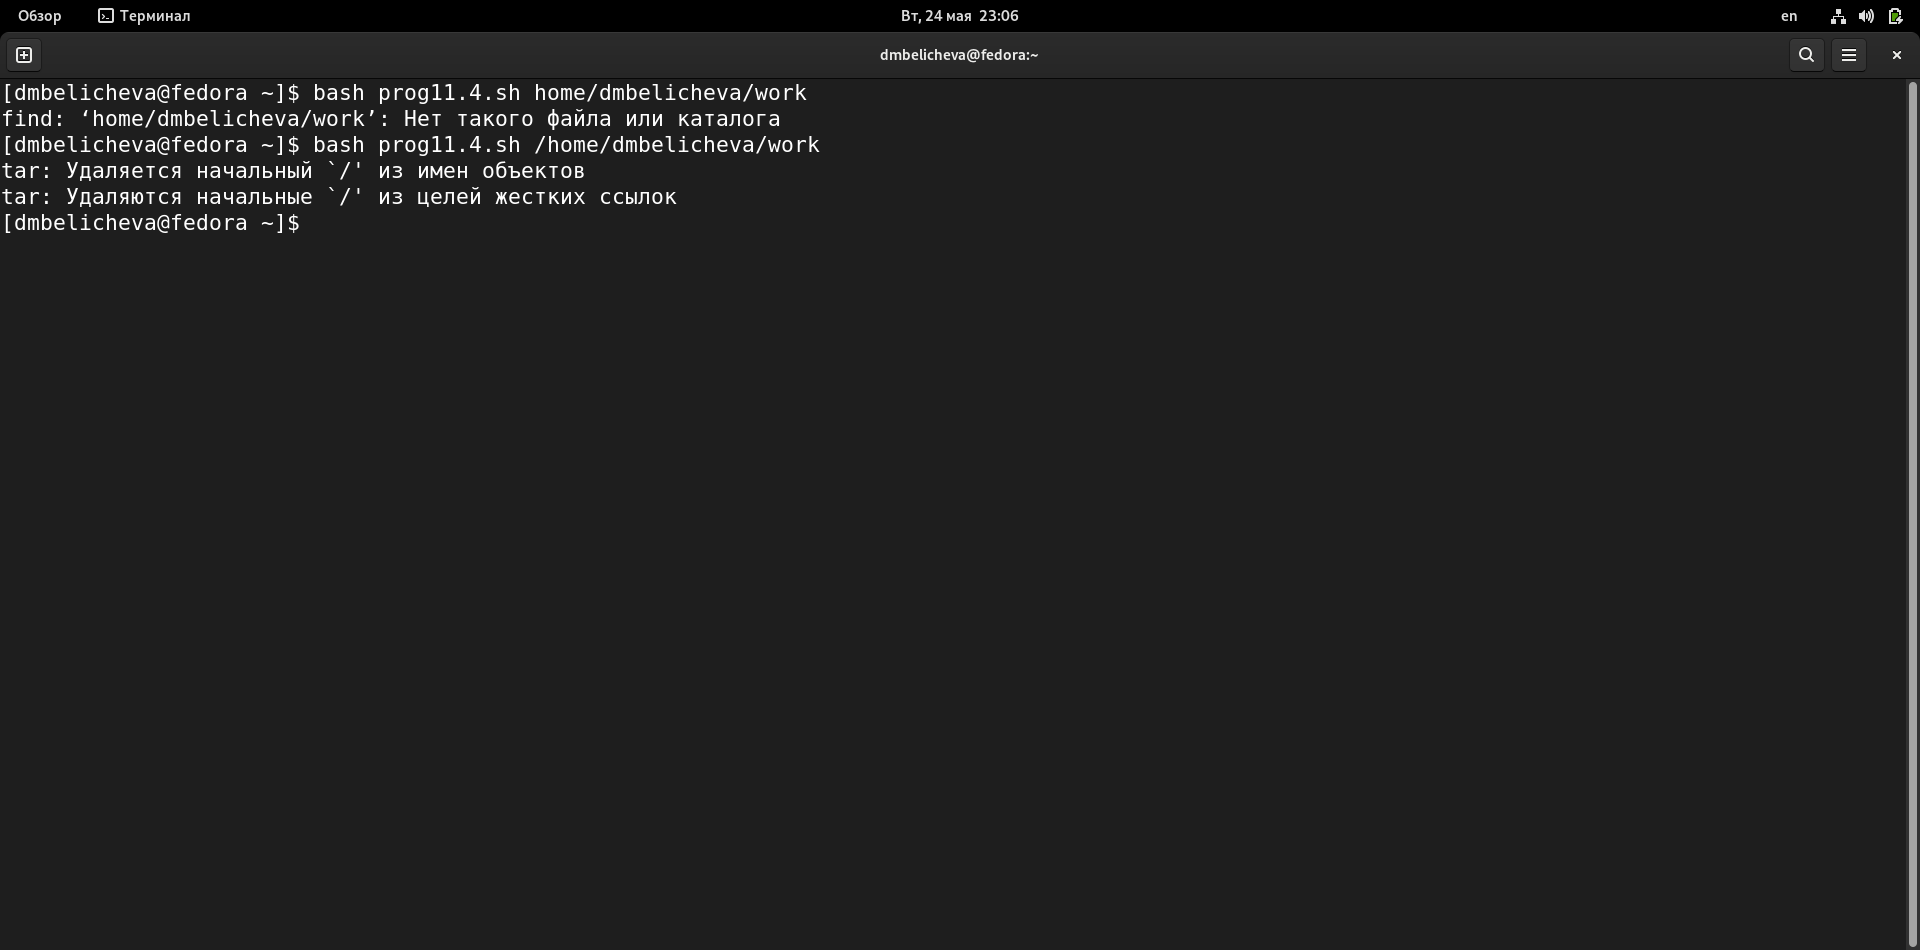 Обзор Терминал Вт, 24 мая 23:06 en
dmbelicheva@fedora:~
[dmbelicheva@fedora ~]$ bash prog11.4.sh home/dmbelicheva/work
find: ‘home/dmbelicheva/work’: Нет такого файла или каталога
[dmbelicheva@fedora ~]$ bash prog11.4.sh /home/dmbelicheva/work
tar: Удаляется начальный `/' из имен объектов
tar: Удаляются начальные `/' из целей жестких ссылок
[dmbelicheva@fedora ~]$